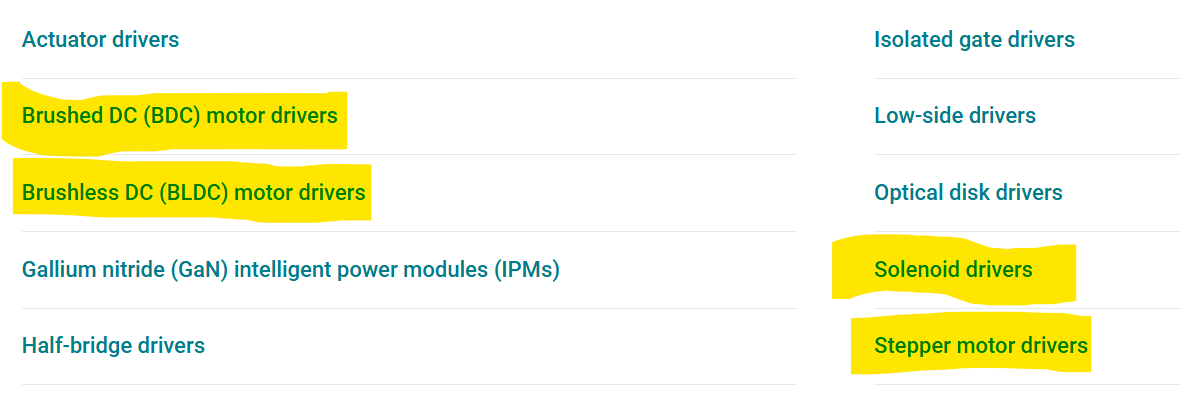 Actuator drivers
Brushed DC (BDC) motor drivers
Brushless DC (BLDC) motor drivers
Gallium nitride (GaN) intelligent power modules (IPMs)
Half-bridge drivers
Isolated gate drivers
Low-side drivers
Optical disk drivers
Solenoid drivers
Stepper motor drivers